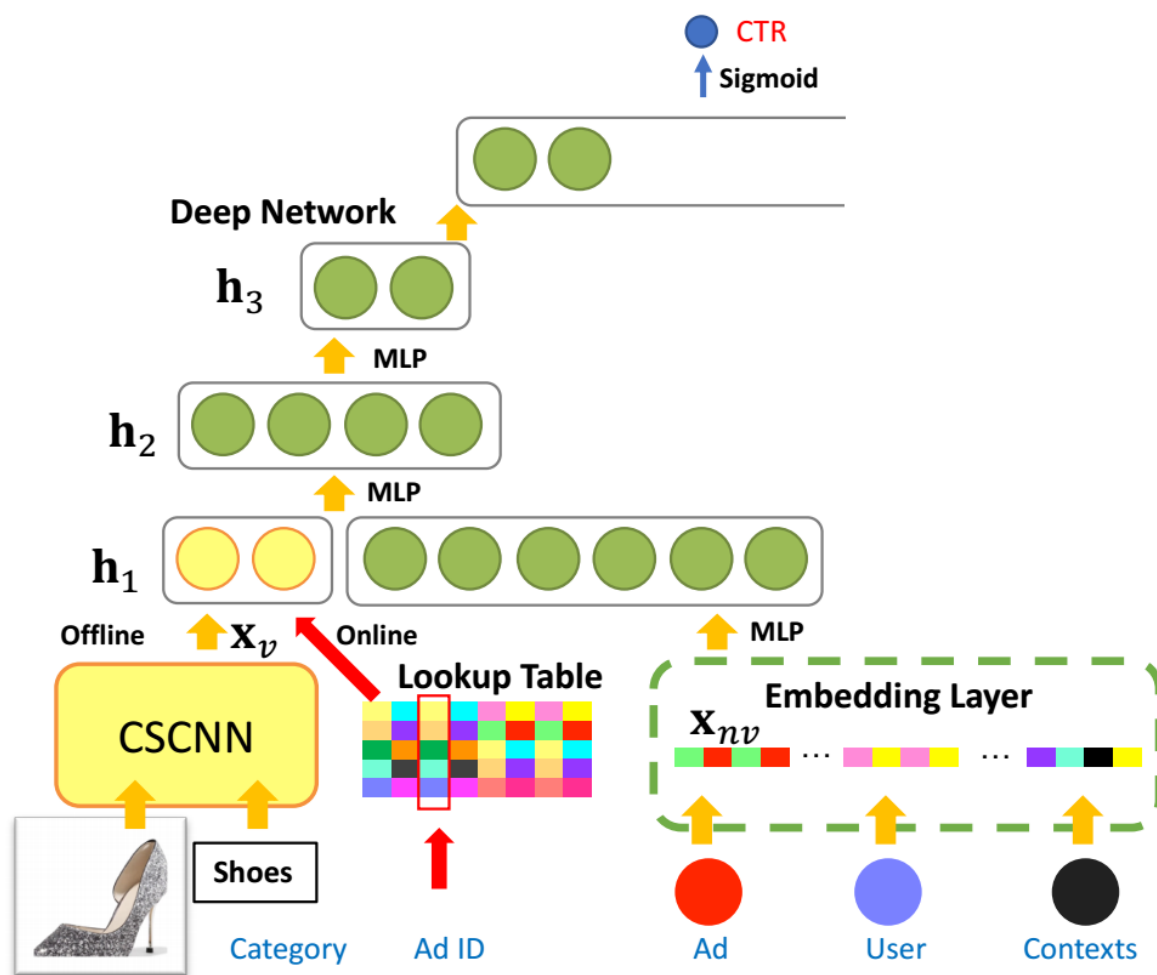 CTR
Sigmoid
Deep Network
h₃
MLP
h₂
MLP
h₁
Offline
xᵥ
Online
MLP
Lookup Table
Embedding Layer
xₙᵥ
... ...
CSCNN
Shoes
Category
Ad ID
Ad
User
Contexts